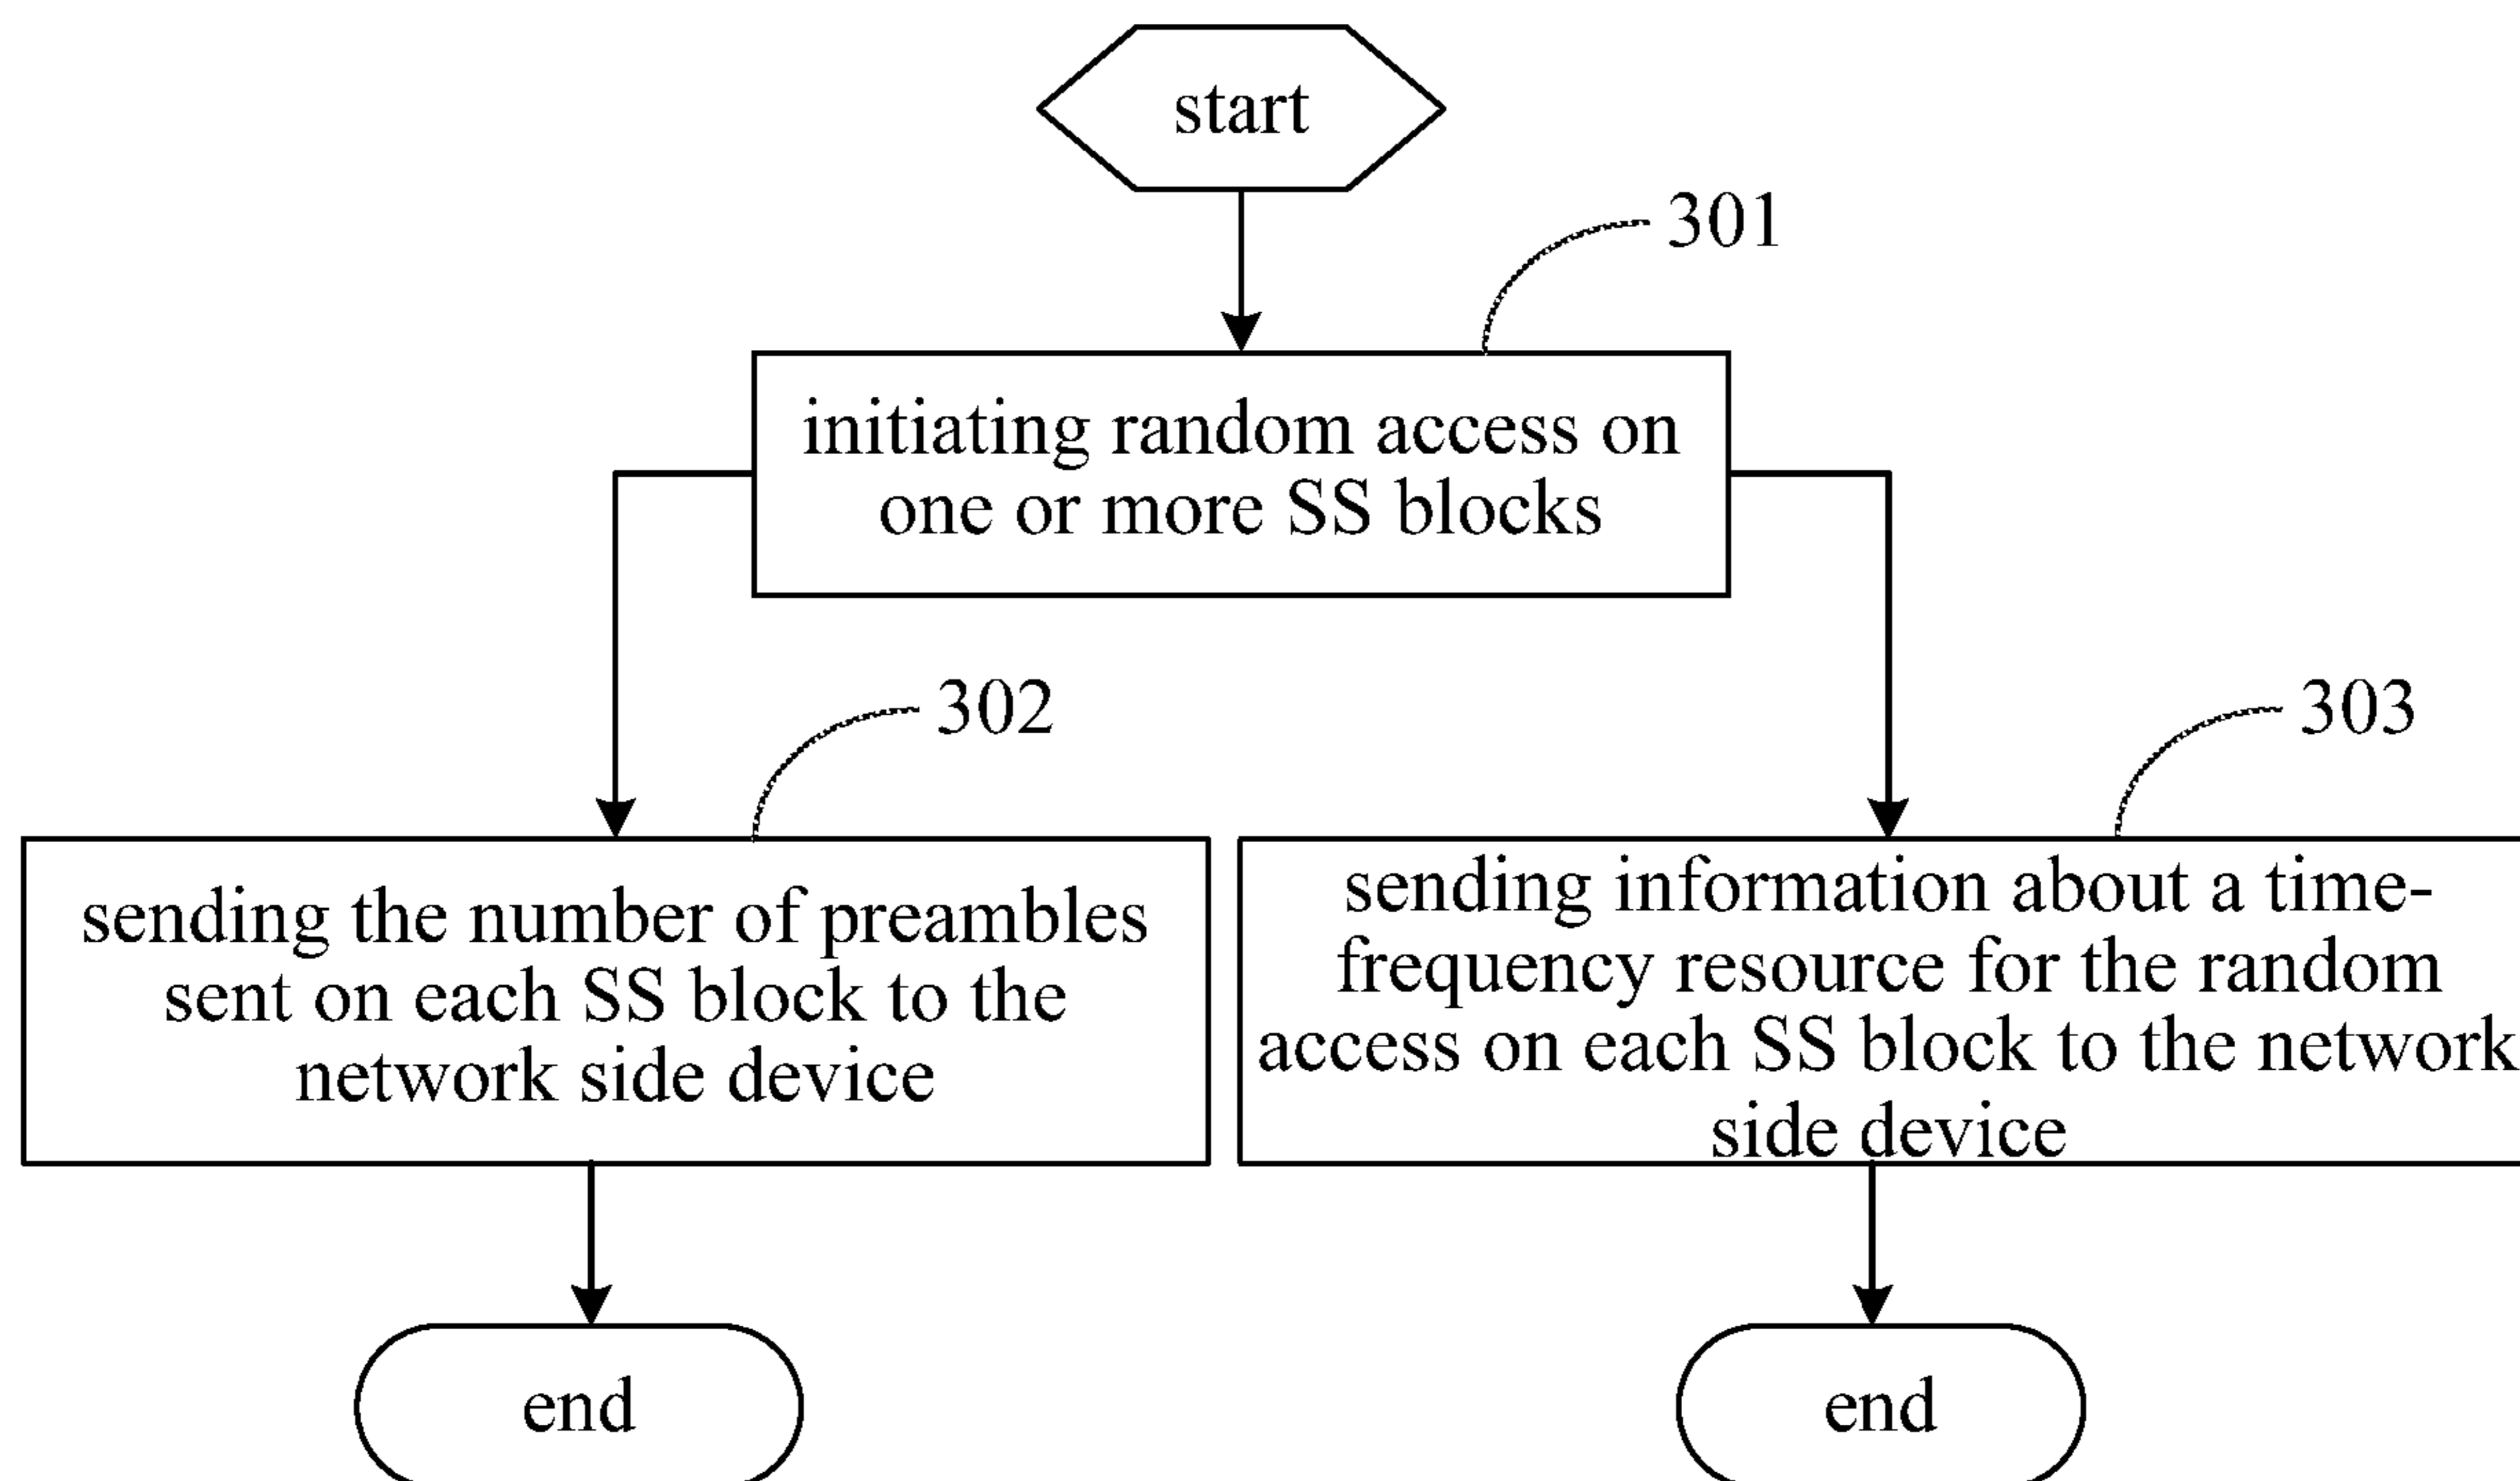 start
301
initiating random access on
one or more SS blocks
302
303
sending the number of preambles
sent on each SS block to the
network side device
sending information about a time-
frequency resource for the random
access on each SS block to the network
side device
end
end